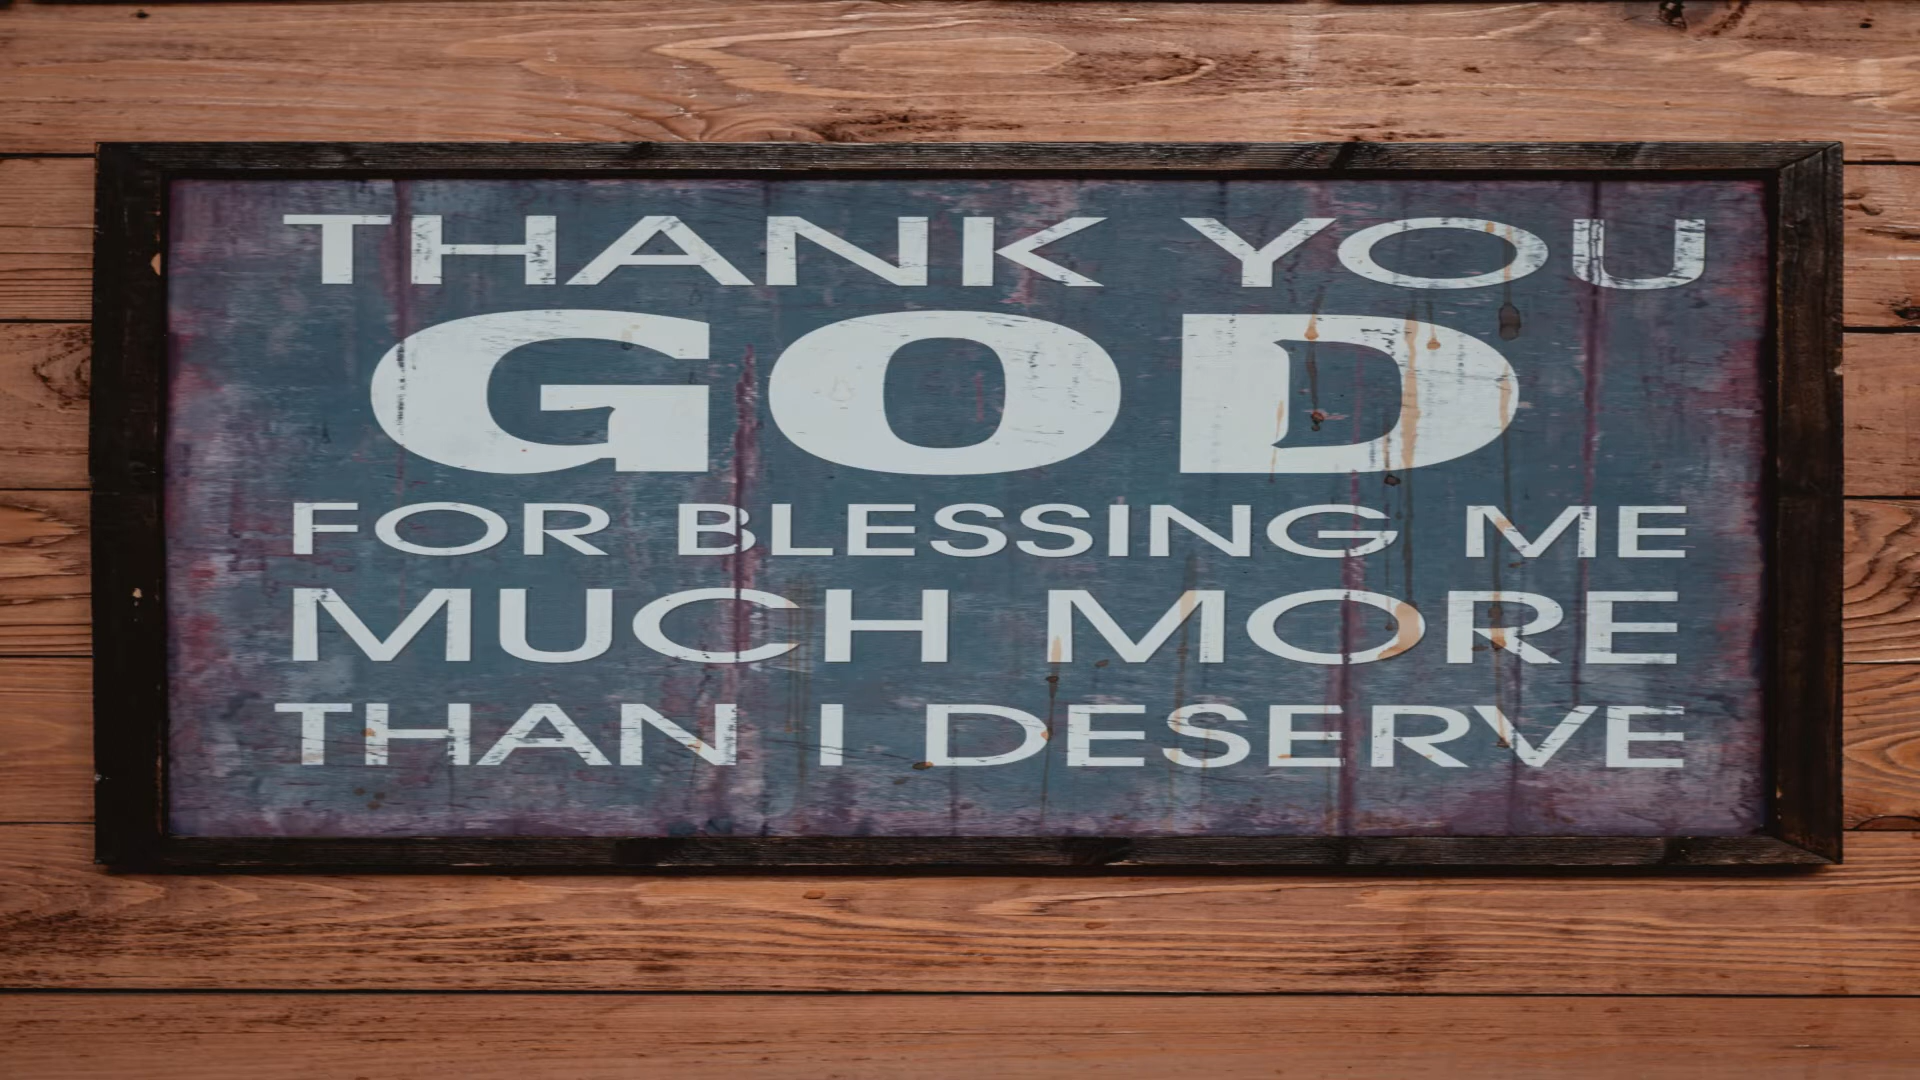 THANK YOU
GOD
FOR BLESSING ME
MUCH MORE
THAN I DESERVE